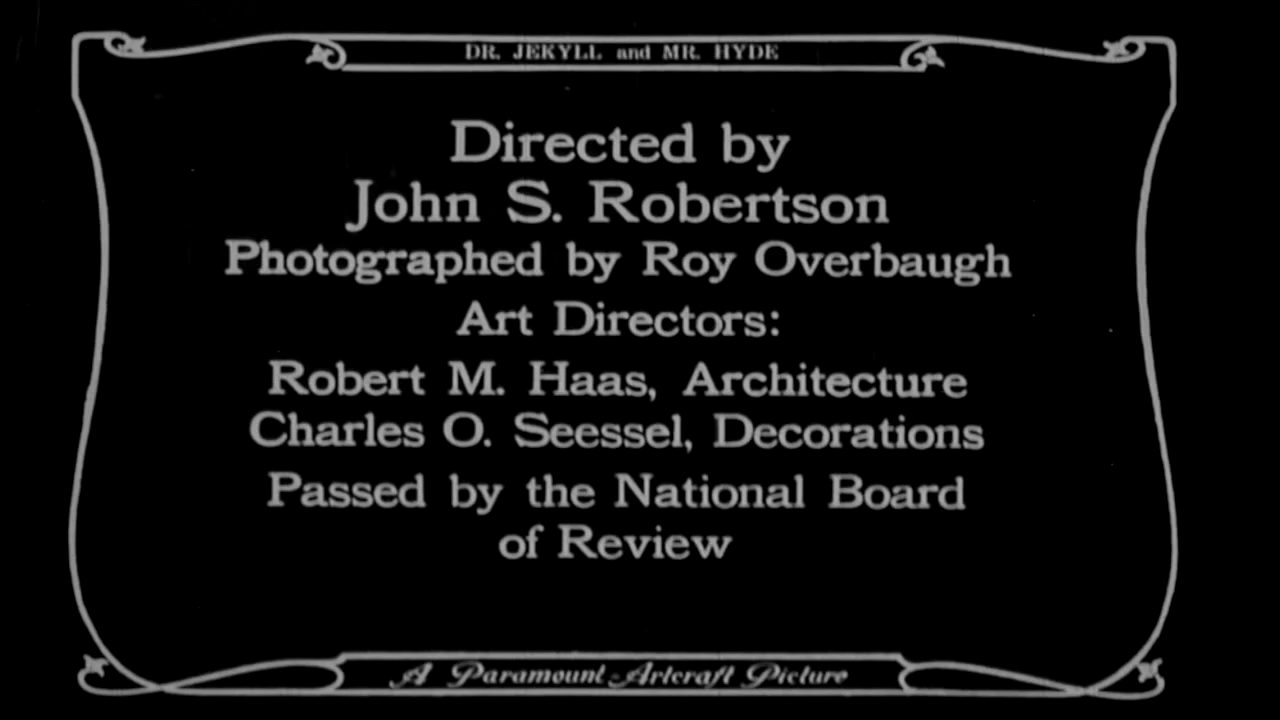 DR. JEKYLL and MR. HYDE
Directed by
John S. Robertson
Photographed by Roy Overbaugh
Art Directors:
Robert M. Haas, Architecture
Charles O. Seessel, Decorations
Passed by the National Board
of Review
A Paramount-Artcraft Picture